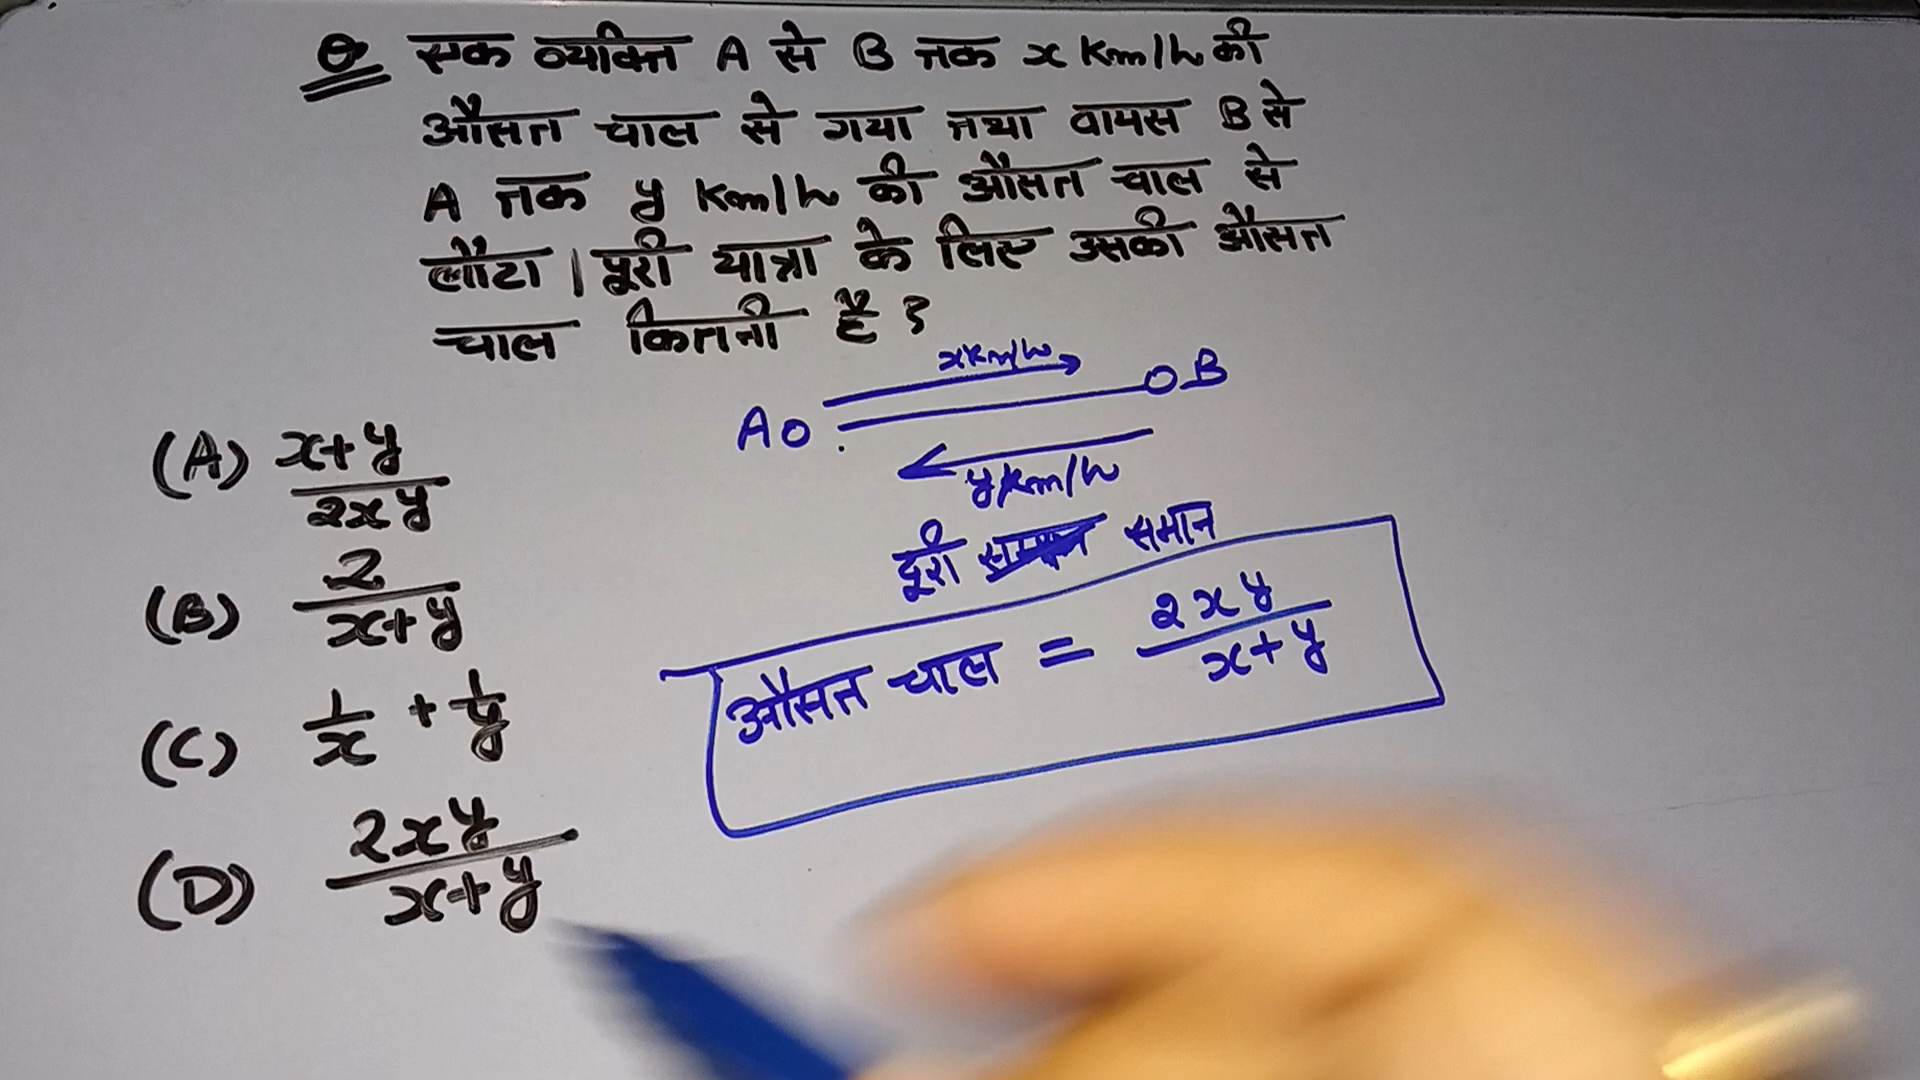 Q एक व्यक्ति A से B तक x Km/h की
औसत चाल से गया तथा वापस B से
A तक y Km/h की औसत चाल से
लौटा । पूरी यात्रा के लिए उसकी औसत
चाल कितनी है ?
x Km/h
A B
y Km/h
दूरी समान
औसत चाल = 2xy / x+y
(A) x+y / 2xy
(B) 2 / x+y
(C) 1/x + 1/y
(D) 2xy / x+y